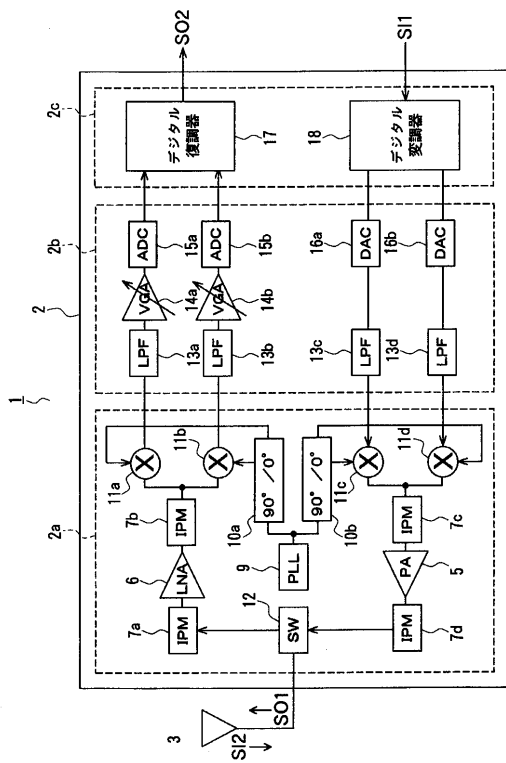 1
2
2a
2b
2c
3
SI2
SO1
SW
12
7a
IPM
6
LNA
7b
IPM
11a
11b
10a
90° /0°
9
PLL
10b
90° /0°
11c
11d
7c
IPM
5
PA
7d
IPM
LPF
13a
VGA
14a
ADC
15a
LPF
13b
VGA
14b
ADC
15b
13c
LPF
13d
LPF
16a
DAC
16b
DAC
デジタル
復調器
17
18
デジタル
変調器
SO2
SI1